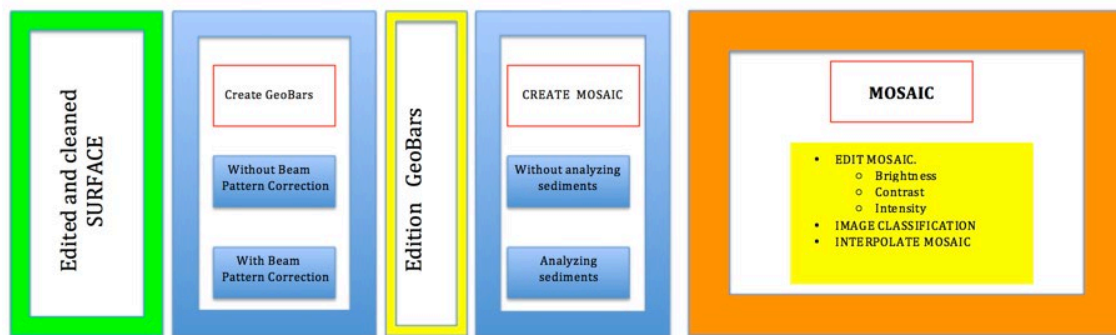 Edited and cleaned
SURFACE
Create GeoBars
Without Beam
Pattern Correction
With Beam
Pattern Correction
Edition GeoBars
CREATE MOSAIC
Without analyzing
sediments
Analyzing
sediments
MOSAIC
• EDIT MOSAIC.
o Brightness
o Contrast
o Intensity
• IMAGE CLASSIFICATION
• INTERPOLATE MOSAIC